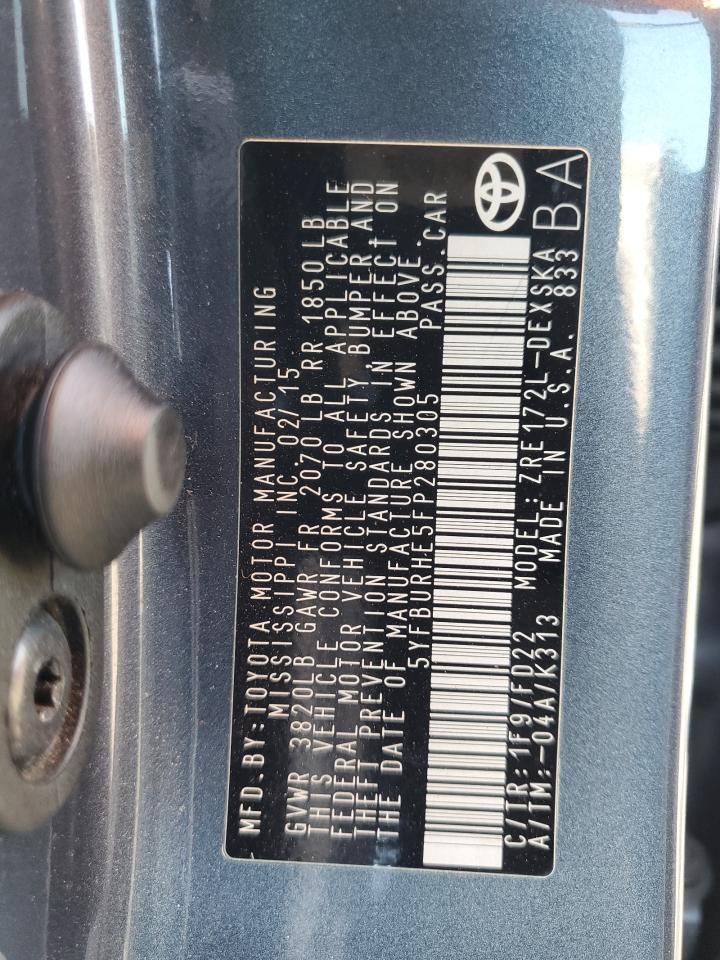 MFD.BY:TOYOTA MOTOR MANUFACTURING
MISSISSIPPI INC. 02/15
GVWR 3820LB GAWR FR 2070 LB RR 1850LB
THIS VEHICLE CONFORMS TO ALL APPLICABLE
FEDERAL MOTOR VEHICLE SAFETY, BUMPER AND
THEFT PREVENTION STANDARDS IN EFFECT ON
THE DATE OF MANUFACTURE SHOWN ABOVE.
5YFBURHE5FP280305 PASS.CAR
C/TR:1F9/FD22 MODEL:ZRE172L-DEXSKA
A/TM:-04A/K313 MADE IN U.S.A. 833
BA